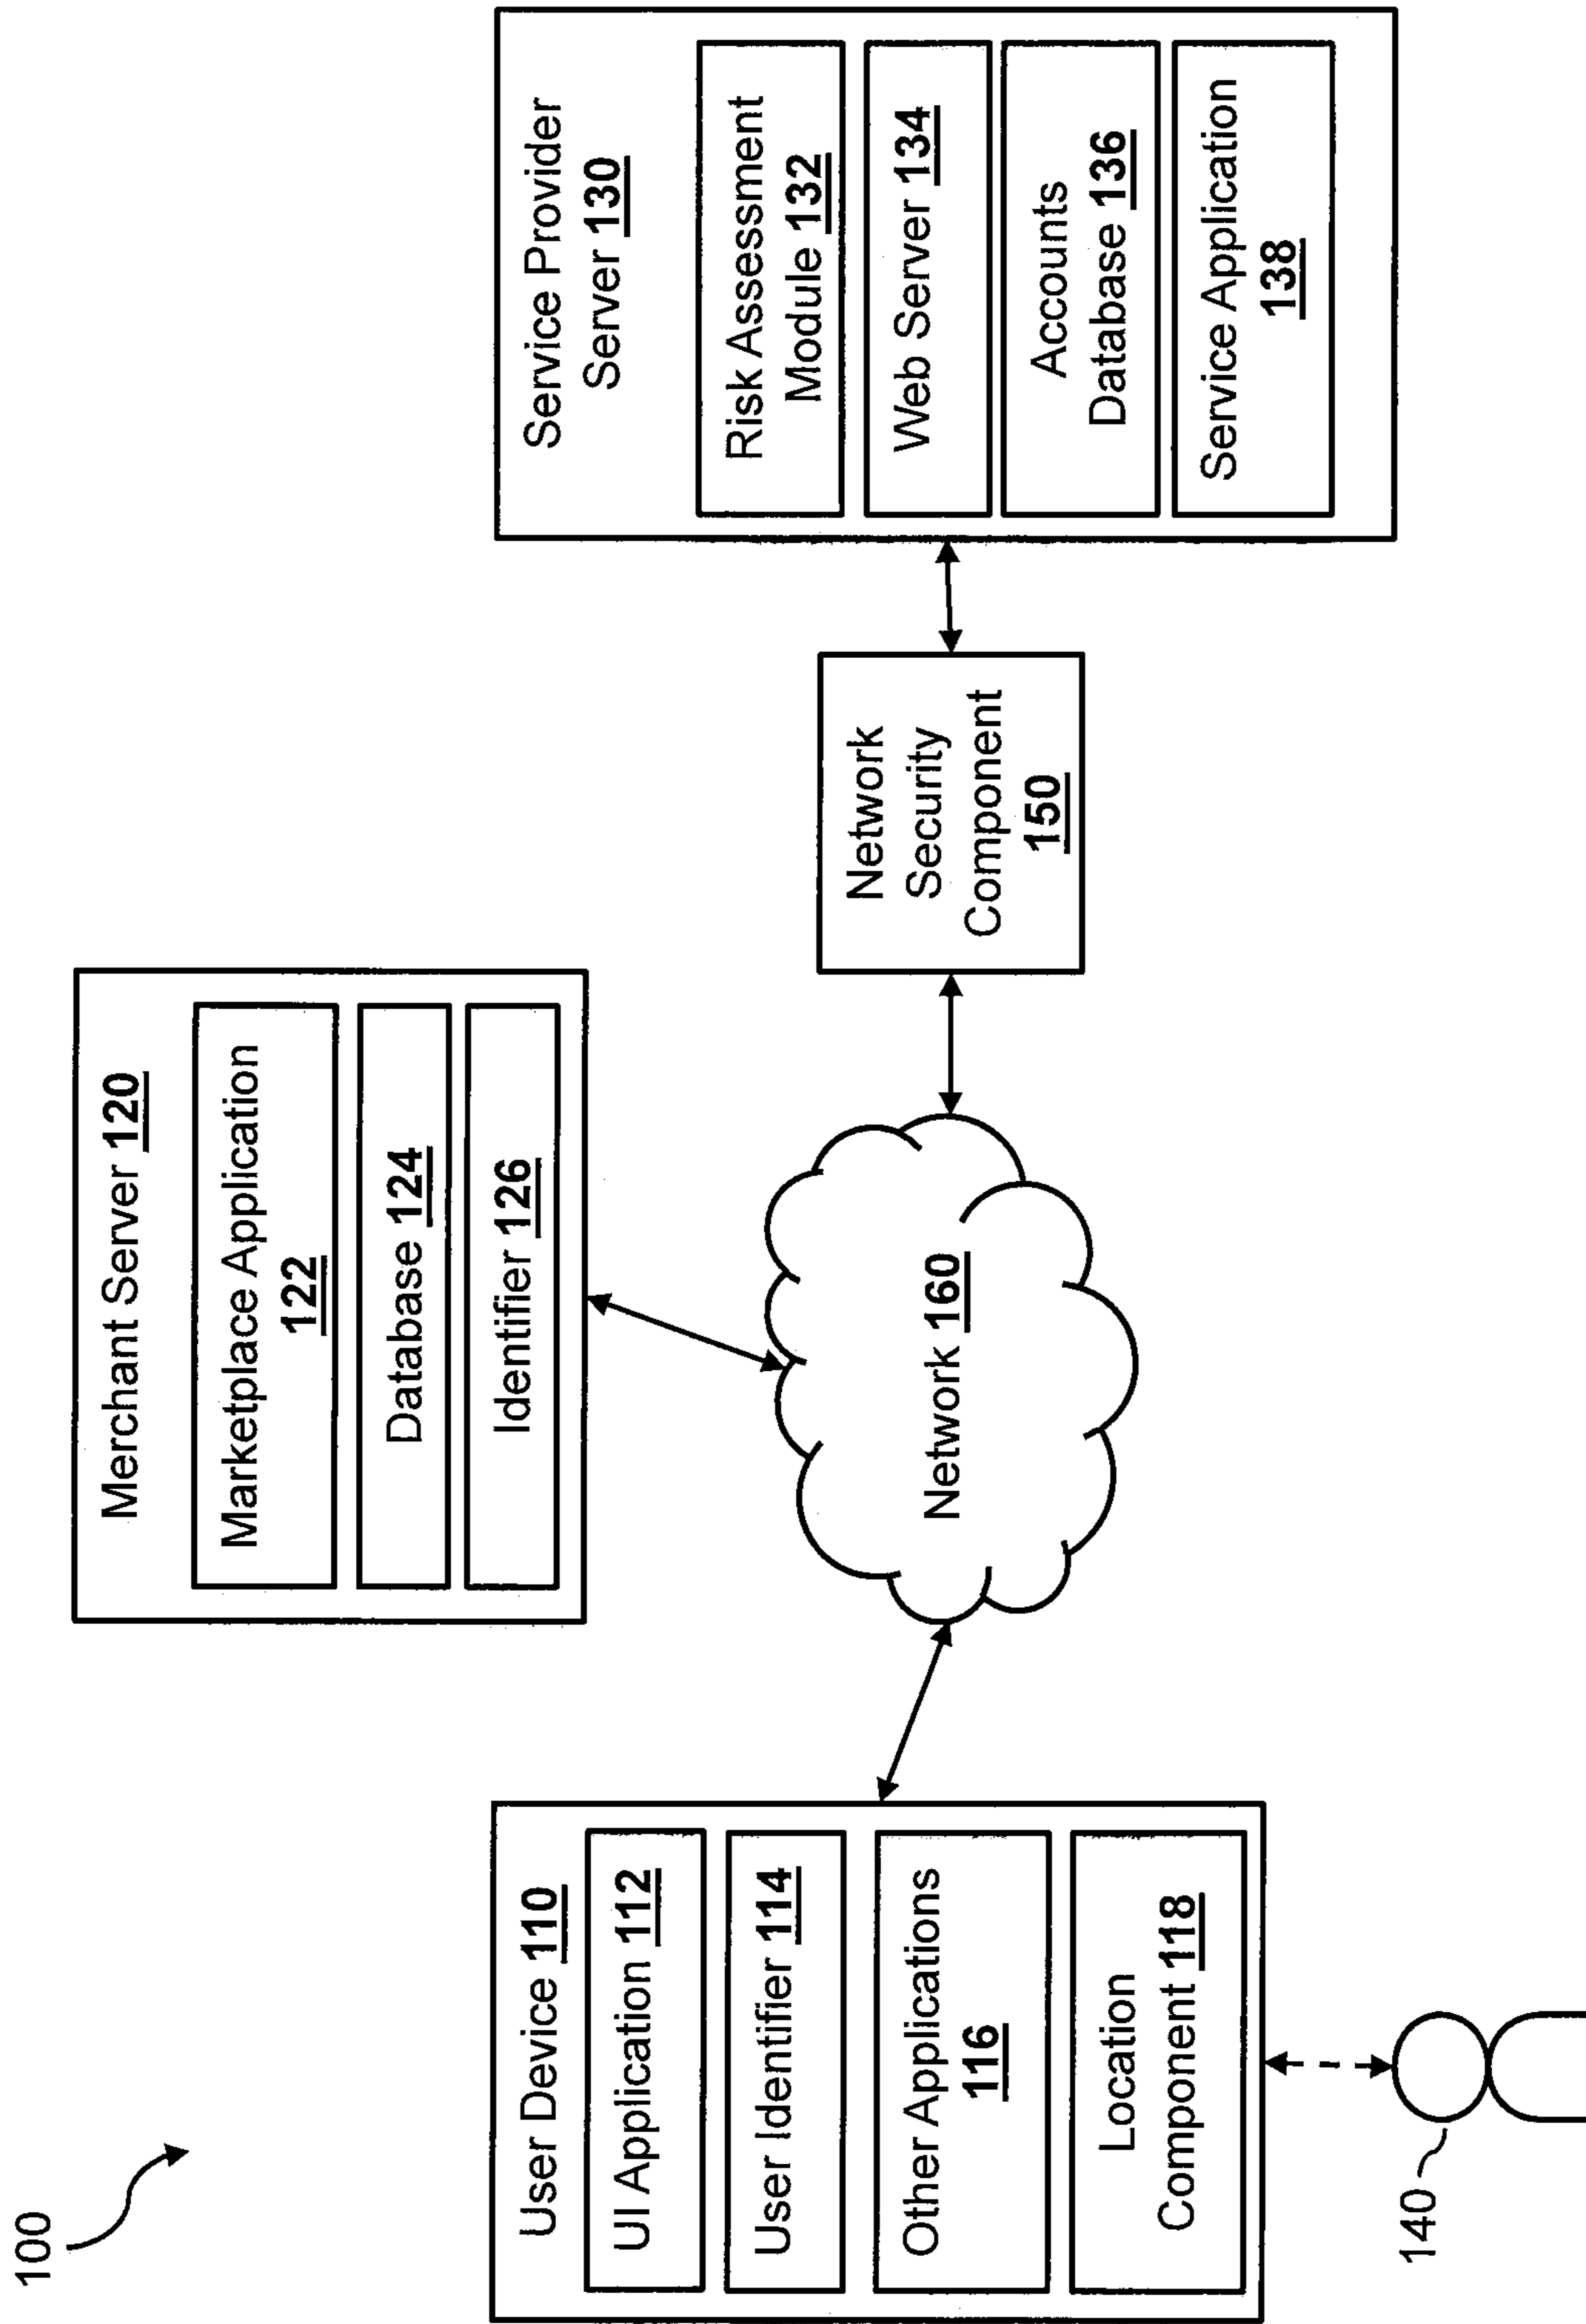 100
Merchant Server 120
Marketplace Application
122
Database 124
Identifier 126
User Device 110
UI Application 112
User Identifier 114
Other Applications
116
Location
Component 118
140
Network 160
Network
Security
Component
150
Service Provider
Server 130
Risk Assessment
Module 132
Web Server 134
Accounts
Database 136
Service Application
138